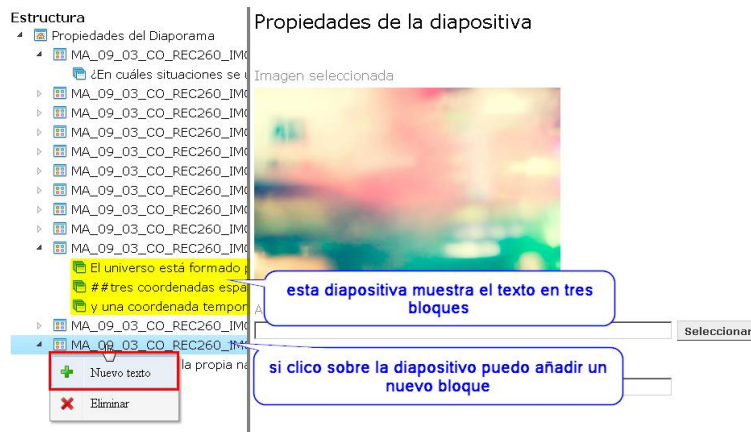 Estructura
Propiedades del Diaporama
MA_09_03_CO_REC260_IM
¿En cuáles situaciones se
MA_09_03_CO_REC260_IM
MA_09_03_CO_REC260_IM
MA_09_03_CO_REC260_IM
MA_09_03_CO_REC260_IM
MA_09_03_CO_REC260_IM
MA_09_03_CO_REC260_IM
MA_09_03_CO_REC260_IM
El universo está formado
##tres coordenadas espa
y una coordenada tempor
MA_09_03_CO_REC260_IM
MA_09_03_CO_REC260_IM
la propia na
Nuevo texto
Eliminar
Propiedades de la diapositiva
Imagen seleccionada
esta diapositiva muestra el texto en tres
bloques
A
Seleccionar
si clico sobre la diapositivo puedo añadir un
nuevo bloque